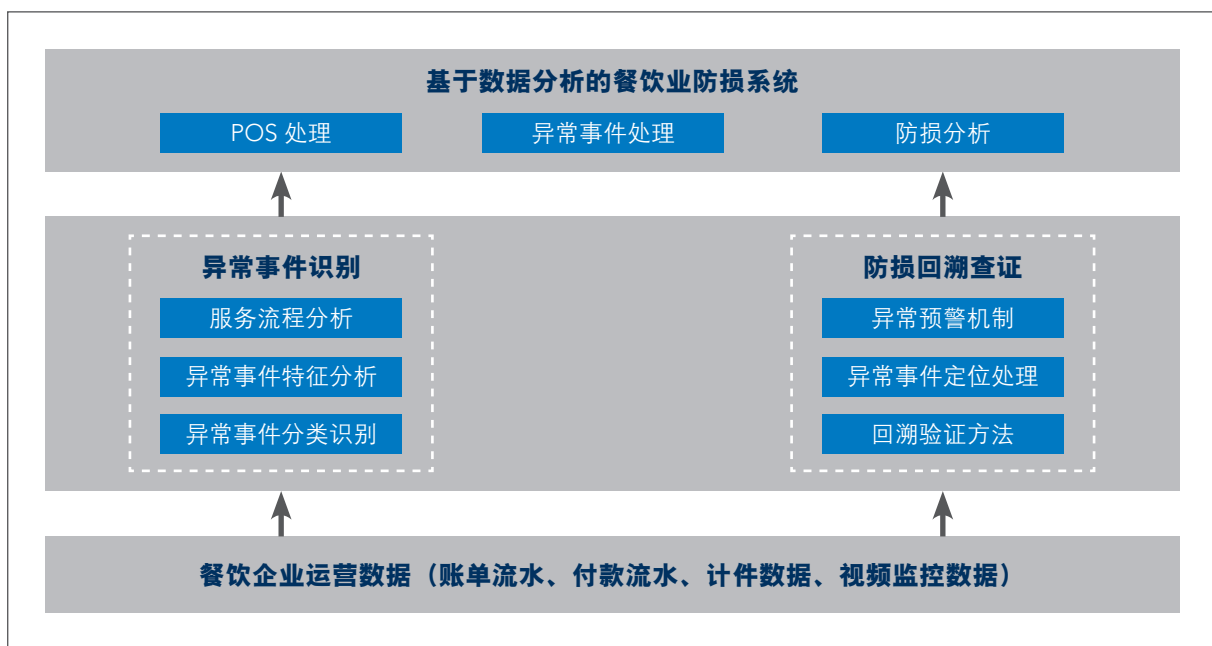 基于数据分析的餐饮业防损系统
POS 处理
异常事件处理
防损分析
异常事件识别
服务流程分析
异常事件特征分析
异常事件分类识别
防损回溯查证
异常预警机制
异常事件定位处理
回溯验证方法
餐饮企业运营数据（账单流水、付款流水、计件数据、视频监控数据）